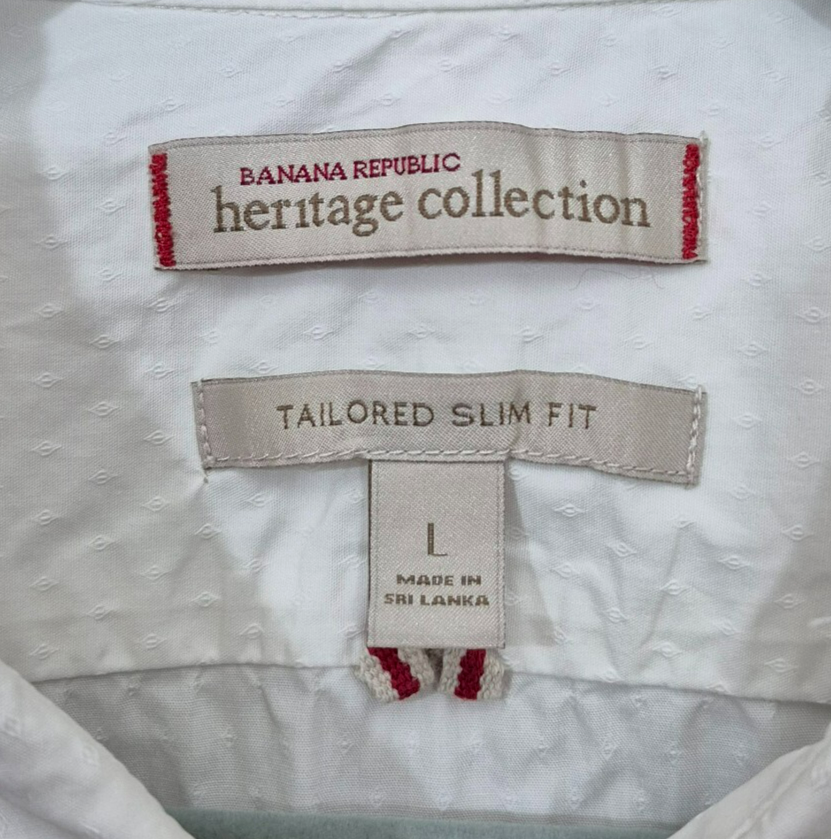 BANANA REPUBLIC
heritage collection
TAILORED SLIM FIT
L
MADE IN
SRI LANKA